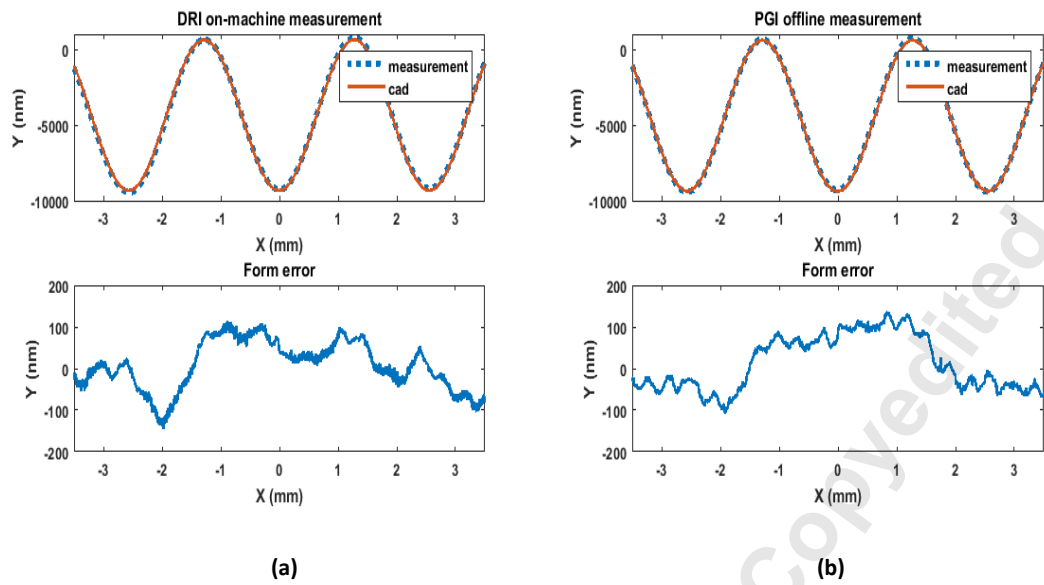 DRI on-machine measurement
0
-5000
-10000
Y (nm)
measurement
cad
-3 -2 -1 0 1 2 3
X (mm)
Form error
200
100
0
-100
-200
Y (nm)
-3 -2 -1 0 1 2 3
X (mm)
(a)
PGI offline measurement
0
-5000
-10000
Y (nm)
measurement
cad
-3 -2 -1 0 1 2 3
X (mm)
Form error
200
100
0
-100
-200
Y (nm)
-3 -2 -1 0 1 2 3
X (mm)
(b)
Copyedited